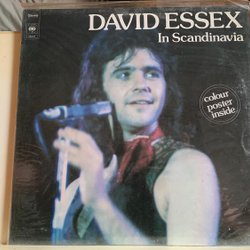 DAVID ESSEX
In Scandinavia
colour
poster
inside